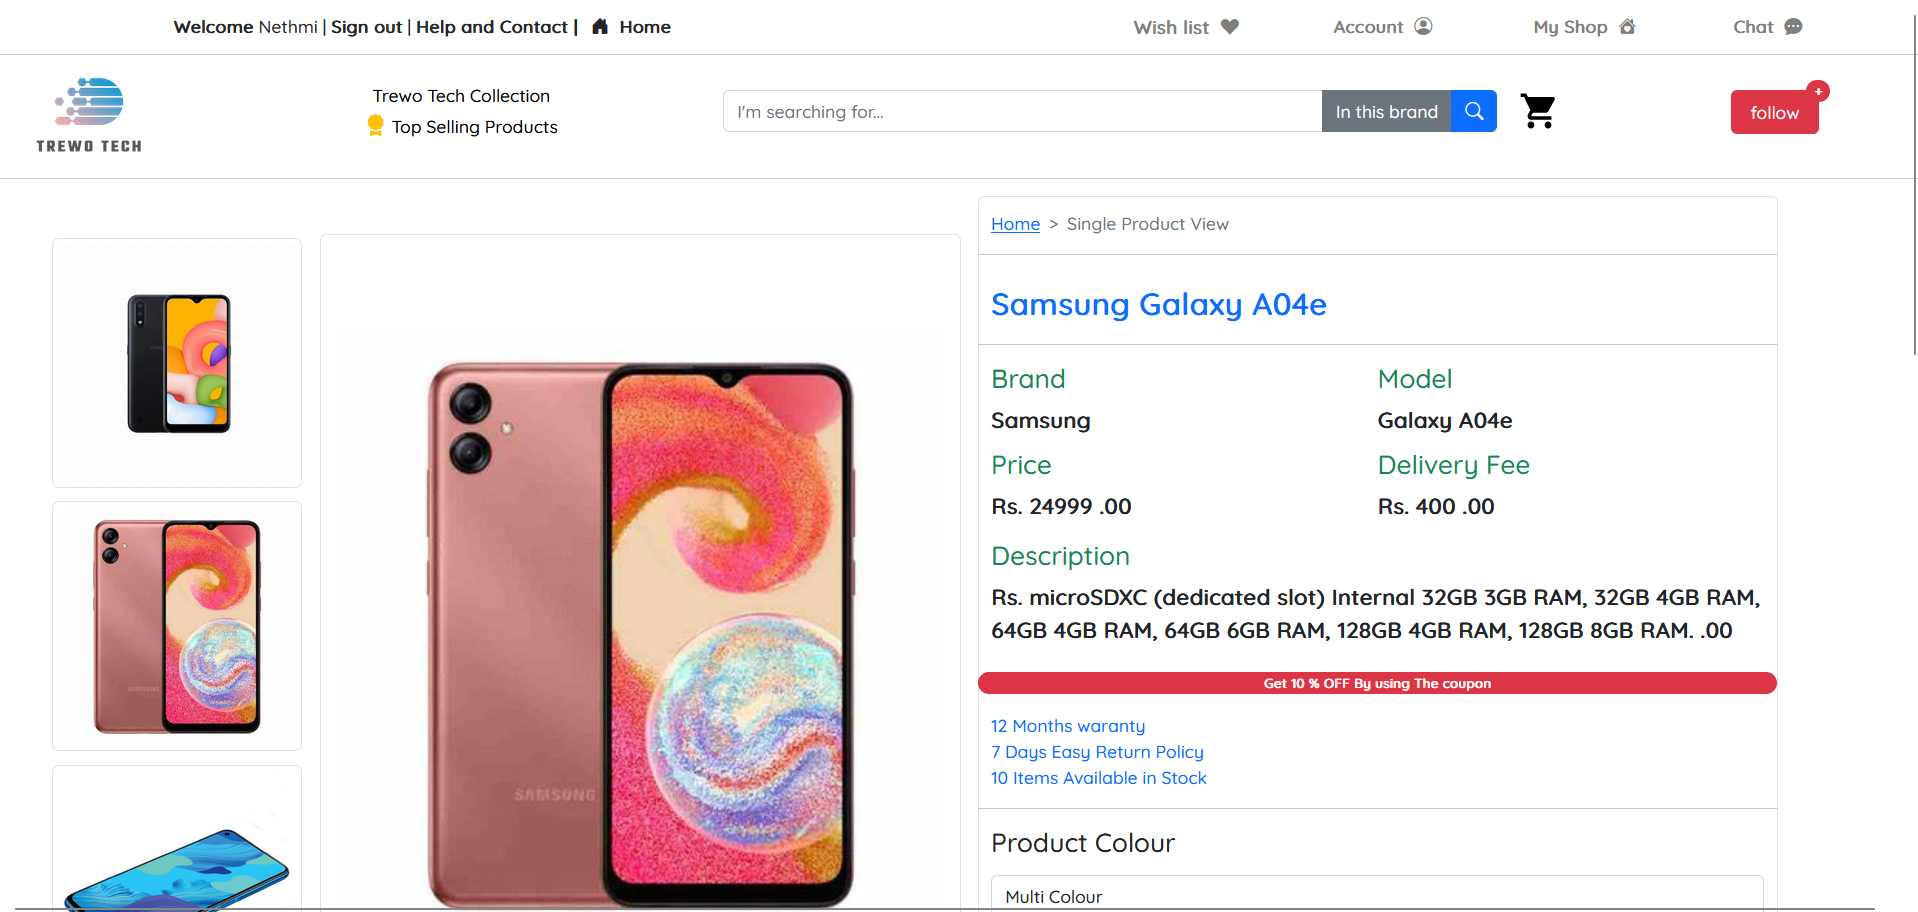 Welcome Nethmi | Sign out | Help and Contact | Home
Wish list
Account
My Shop
Chat
TREWO TECH
Trewo Tech Collection
Top Selling Products
I'm searching for...
In this brand
follow
+
Home > Single Product View
Samsung Galaxy A04e
Brand
Model
Samsung
Galaxy A04e
Price
Delivery Fee
Rs. 24999 .00
Rs. 400 .00
Description
Rs. microSDXC (dedicated slot) Internal 32GB 3GB RAM, 32GB 4GB RAM,
64GB 4GB RAM, 64GB 6GB RAM, 128GB 4GB RAM, 128GB 8GB RAM. .00
Get 10 % OFF By using The coupon
12 Months waranty
7 Days Easy Return Policy
10 Items Available in Stock
Product Colour
Multi Colour
SAMSUNG
SAMSUNG